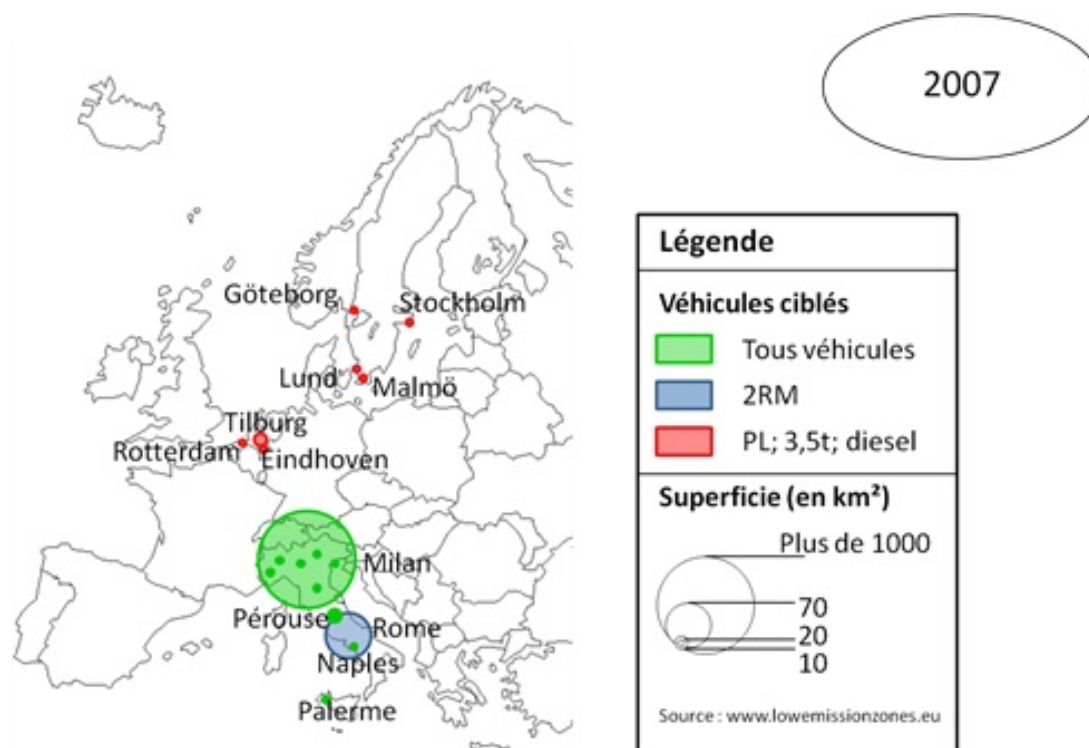 2007
Göteborg
Stockholm
Lund
Malmö
Tilburg
Rotterdam
Eindhoven
Milan
Pérouse
Rome
Naples
Palerme
Légende
Véhicules ciblés
Tous véhicules
2RM
PL; 3,5t; diesel
Superficie (en km²)
Plus de 1000
70
20
10
Source : www.lowemissionzones.eu